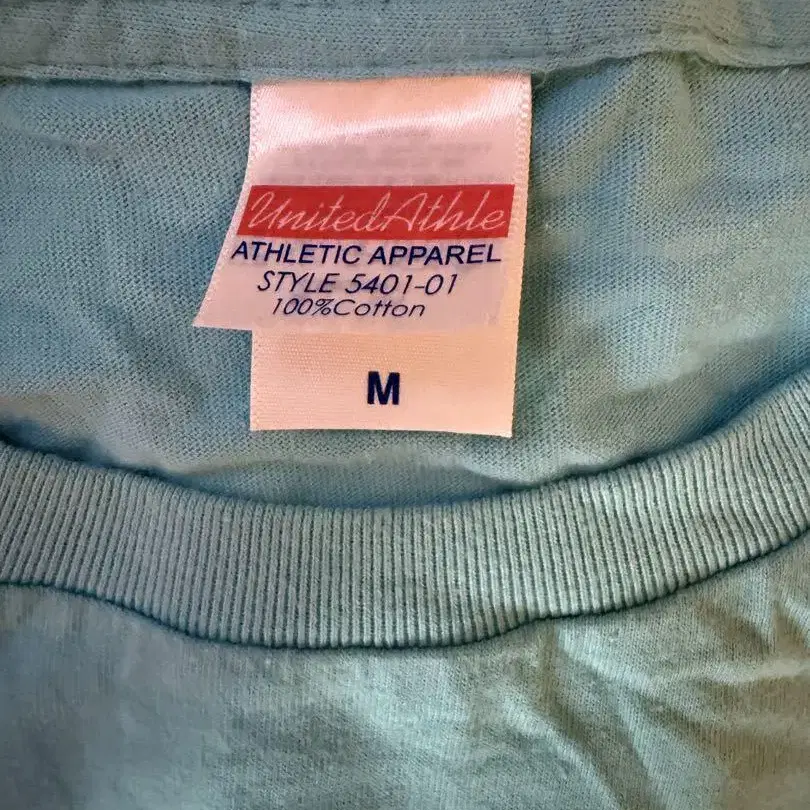 UnitedAthle
ATHLETIC APPAREL
STYLE 5401-01
100%Cotton
M